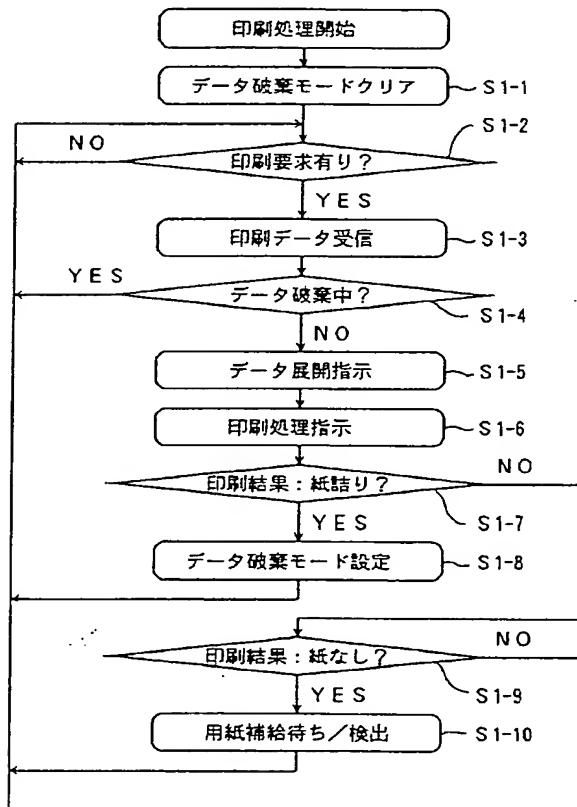 印刷処理開始
データ破棄モードクリア
S1-1
S1-2
NO
印刷要求有り?
YES
印刷データ受信
S1-3
YES
データ破棄中?
S1-4
NO
データ展開指示
S1-5
印刷処理指示
S1-6
NO
印刷結果:紙詰り?
S1-7
YES
データ破棄モード設定
S1-8
NO
印刷結果:紙なし?
S1-9
YES
用紙補給待ち/検出
S1-10